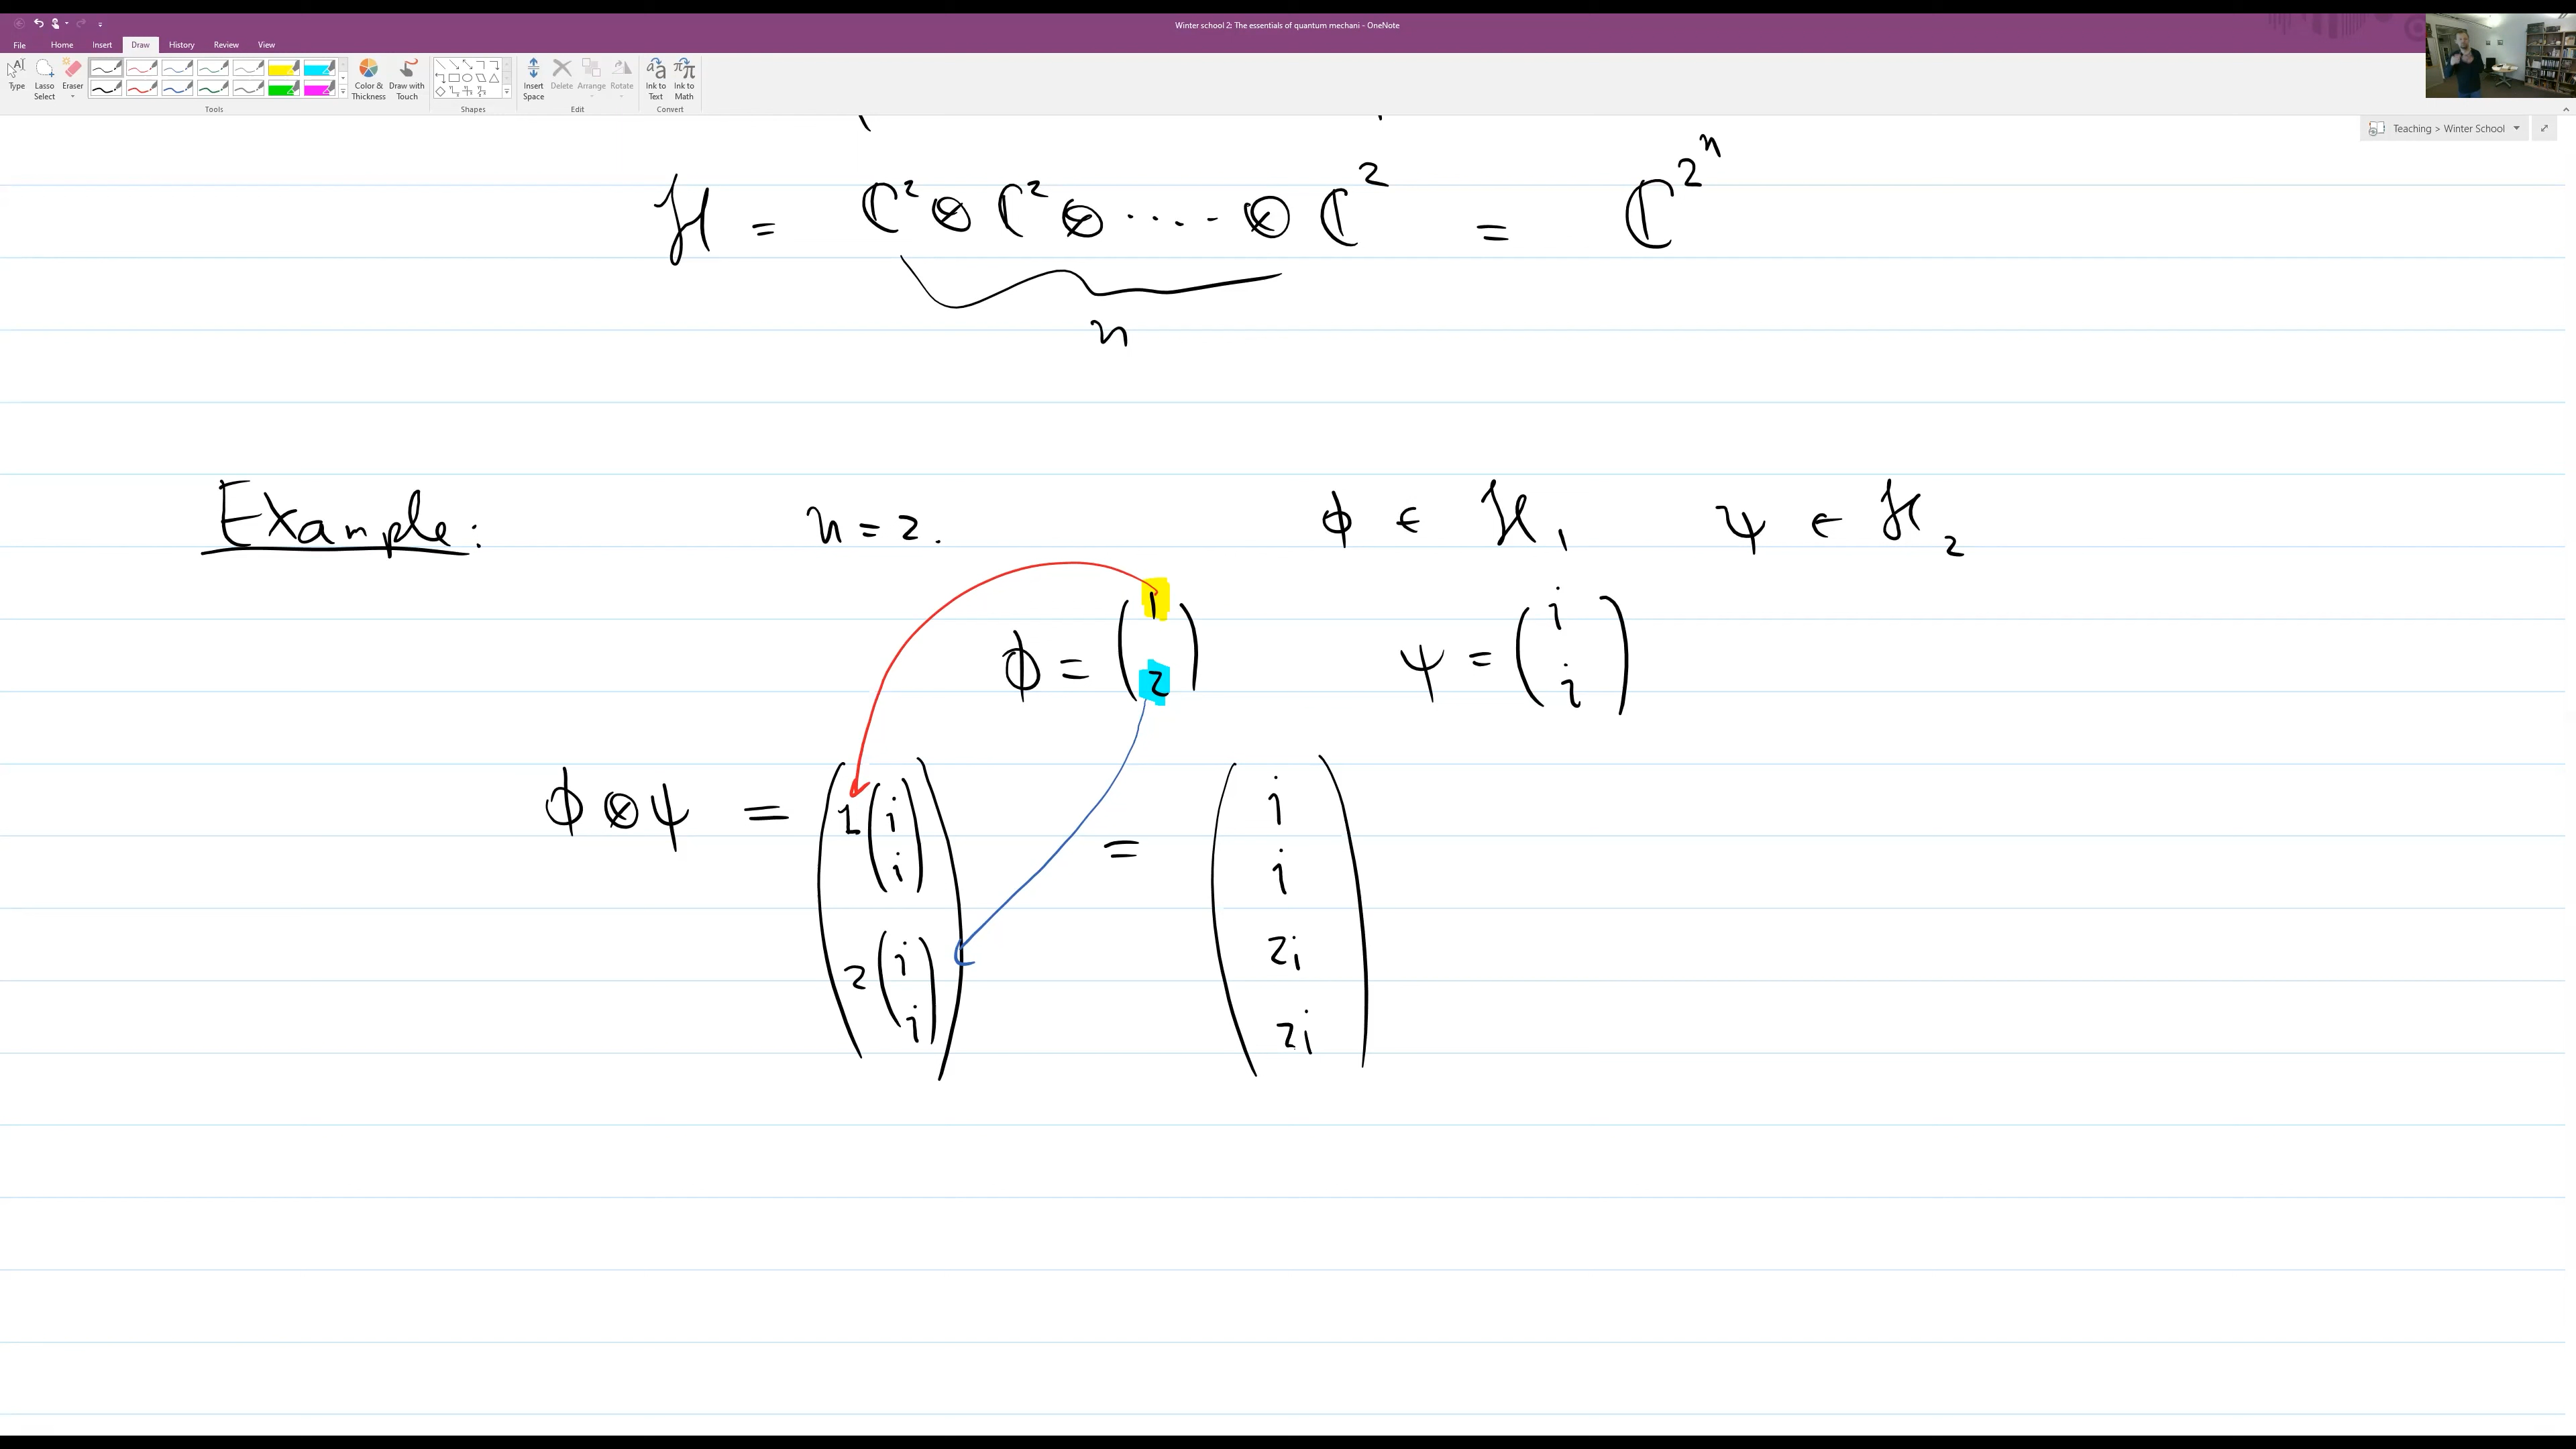 Winter school 2: The essentials of quantum mechani - OneNote
File Home Insert Draw History Review View
Type Lasso Select Eraser Color & Thickness Draw with Touch Insert Space Delete Arrange Rotate Ink to Text Ink to Math
Tools Shapes Edit Convert
Teaching > Winter School
ℋ = ℂ² ⊗ ℂ² ⊗ ····· ⊗ ℂ² = ℂ^{2^n}
n
Example: n = 2. ϕ ∈ ℋ₁ ψ ∈ ℋ₂
ϕ = (1 2) ψ = (i i)
ϕ ⊗ ψ = (1 (i i) 2 (i i)) = (i i 2i 2i)